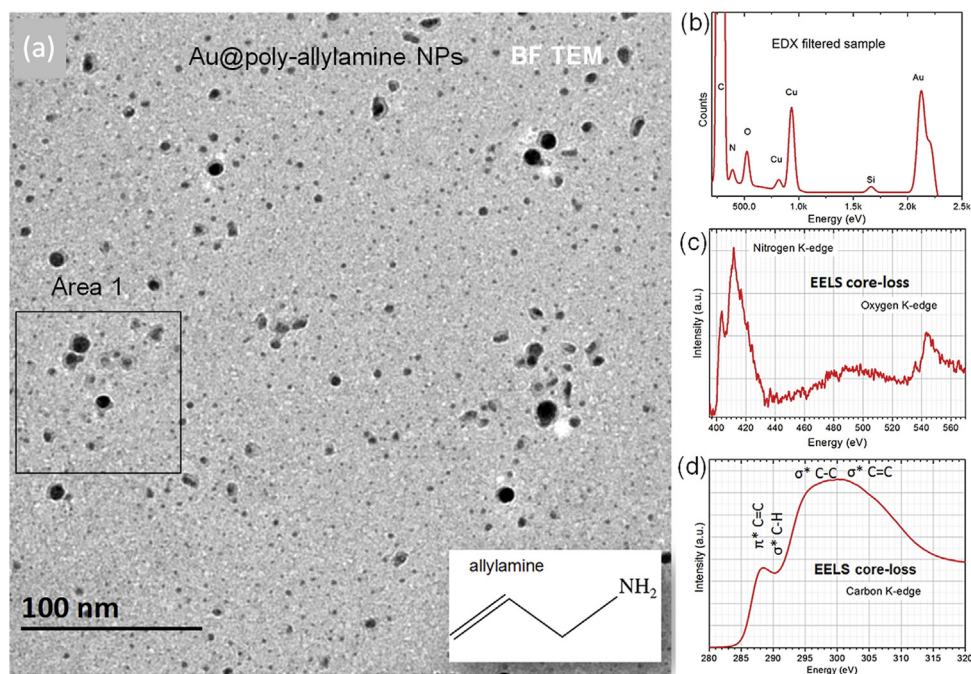 (a)
Au@poly-allylamine NPs
BF TEM
Area 1
100 nm
allylamine
NH₂
(b)
EDX filtered sample
Counts
C
N
O
Cu
Cu
Si
Au
500.0
1.0k
1.5k
2.0k
2.5k
Energy (eV)
(c)
Nitrogen K-edge
EELS core-loss
Oxygen K-edge
Intensity (a.u.)
400
420
440
460
480
500
520
540
560
Energy (eV)
(d)
σ* C-C
σ* C=C
π* C=C
σ* C-H
EELS core-loss
Carbon K-edge
Intensity (a.u.)
280
285
290
295
300
305
310
315
320
Energy (eV)